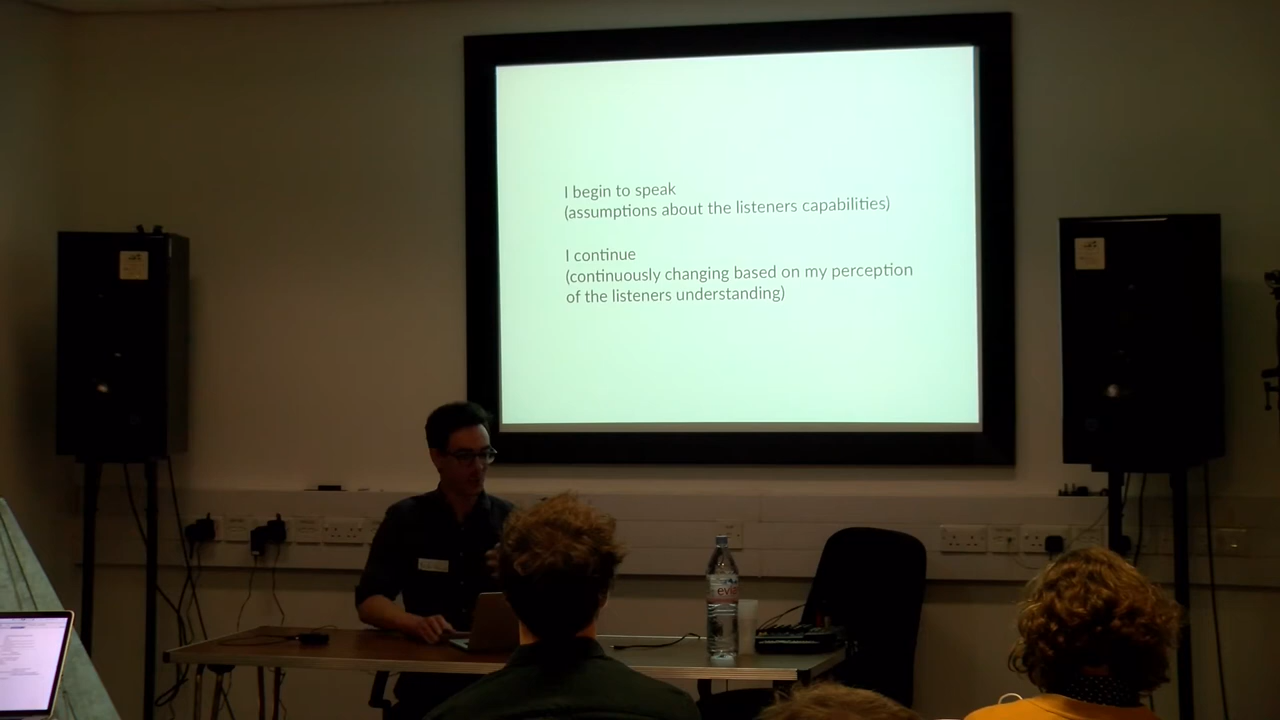 I begin to speak
(assumptions about the listeners capabilities)
I continue
(continuously changing based on my perception
of the listeners understanding)
evian